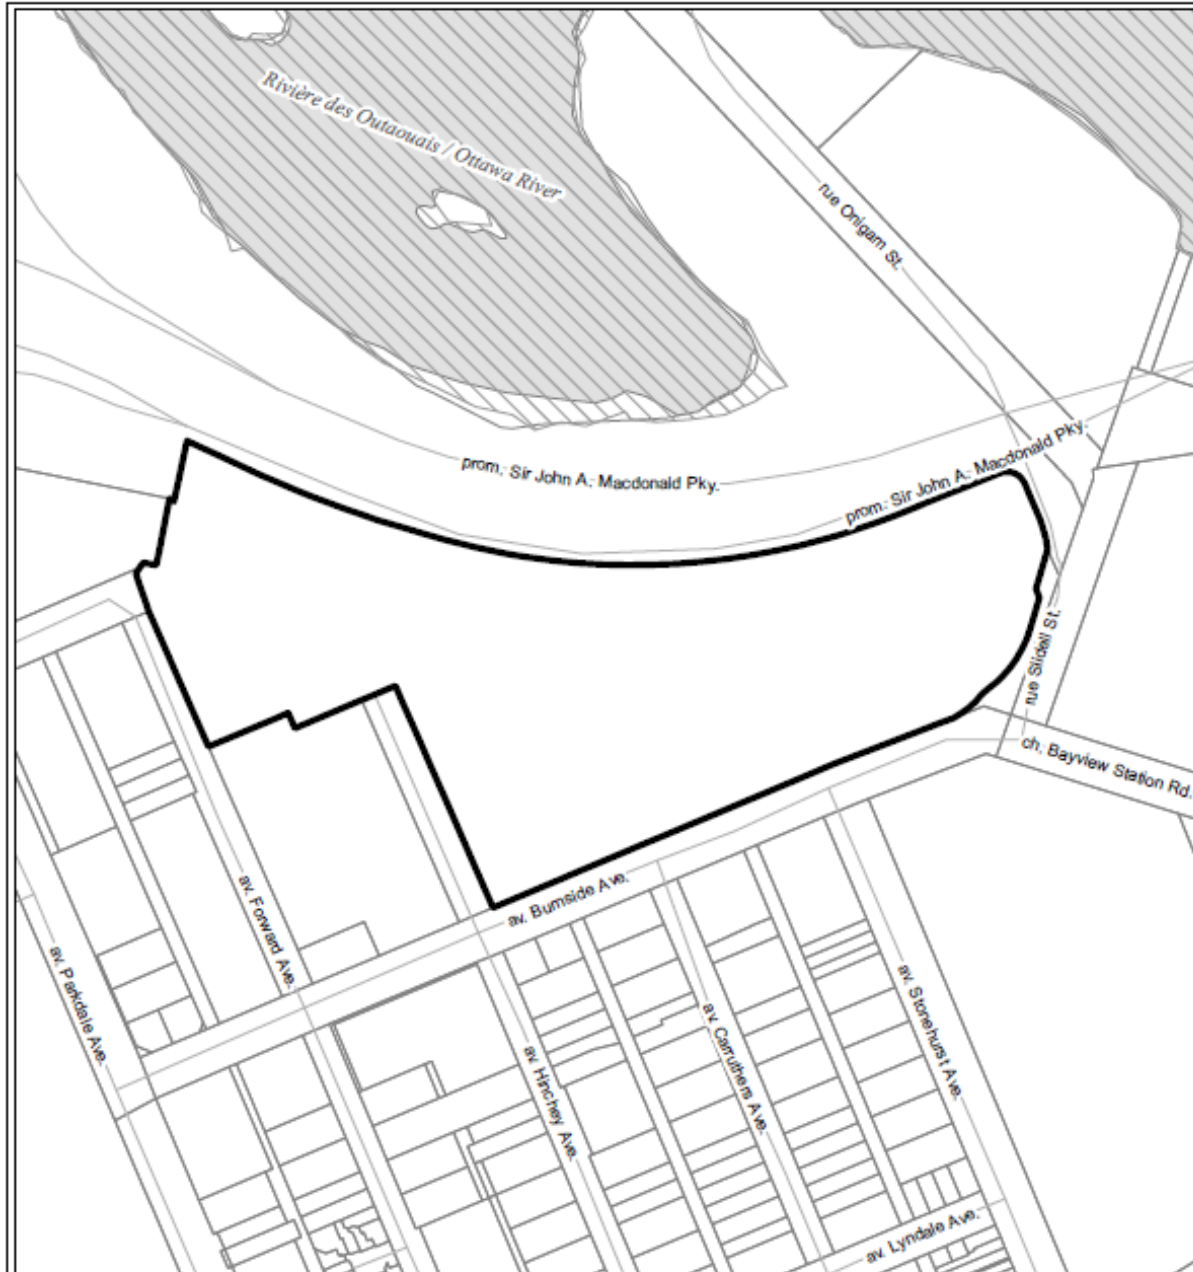 Rivière des Outaouais / Ottawa River
rue Onigam St.
prom. Sir John A. Macdonald Pky.
prom. Sir John A. Macdonald Pky.
rue Slidell St.
ch. Bayview Station Rd.
av. Burnside Ave.
av. Forward Ave.
av. Parkdale Ave.
av. Hinchey Ave.
av. Carruthers Ave.
av. Stonehurst Ave.
av. Lyndale Ave.